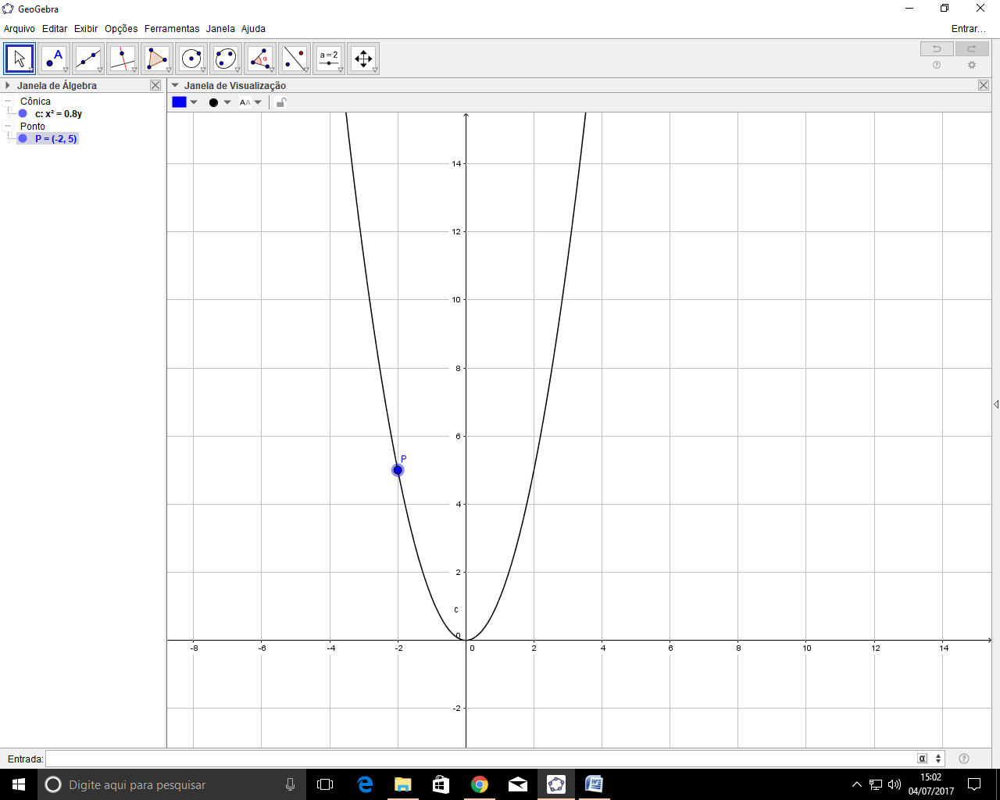 GeoGebra
Arquivo Editar Exibir Opções Ferramentas Janela Ajuda Entrar...
A
α
a = 2
Janela de Álgebra
Janela de Visualização
AA
Cônica
c: x² = 0.8y
Ponto
P = (-2, 5)
14
12
10
8
6
P
4
2
c
0
-8 -6 -4 -2 0 2 4 6 8 10 12 14
-2
Entrada:
α
Digite aqui para pesquisar
15:02
04/07/2017